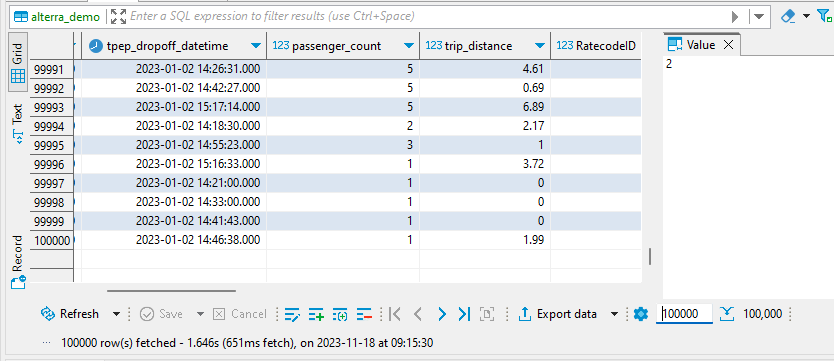 alterra_demo Enter a SQL expression to filter results (use Ctrl+Space)
Grid
Text
Record
tpep_dropoff_datetime 123 passenger_count 123 trip_distance 123 RatecodeID
99991 2023-01-02 14:26:31.000 5 4.61
99992 2023-01-02 14:42:27.000 5 0.69
99993 2023-01-02 15:17:14.000 5 6.89
99994 2023-01-02 14:18:30.000 2 2.17
99995 2023-01-02 14:55:23.000 3 1
99996 2023-01-02 15:16:33.000 1 3.72
99997 2023-01-02 14:21:00.000 1 0
99998 2023-01-02 14:33:00.000 1 0
99999 2023-01-02 14:41:43.000 1 0
100000 2023-01-02 14:46:38.000 1 1.99
Value
2
Refresh Save Cancel Export data 100000 100,000
100000 row(s) fetched - 1.646s (651ms fetch), on 2023-11-18 at 09:15:30